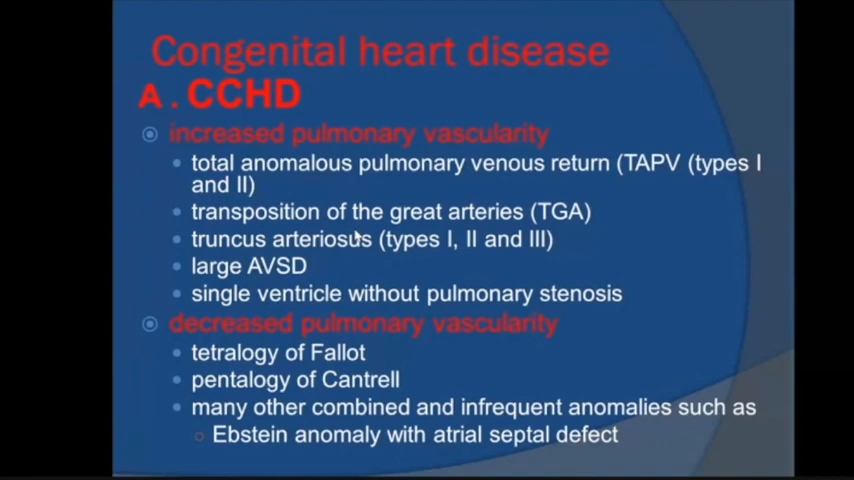 Congenital heart disease
A . CCHD
increased pulmonary vascularity
total anomalous pulmonary venous return (TAPV (types I
and II)
transposition of the great arteries (TGA)
truncus arteriosus (types I, II and III)
large AVSD
single ventricle without pulmonary stenosis
decreased pulmonary vascularity
tetralogy of Fallot
pentalogy of Cantrell
many other combined and infrequent anomalies such as
Ebstein anomaly with atrial septal defect